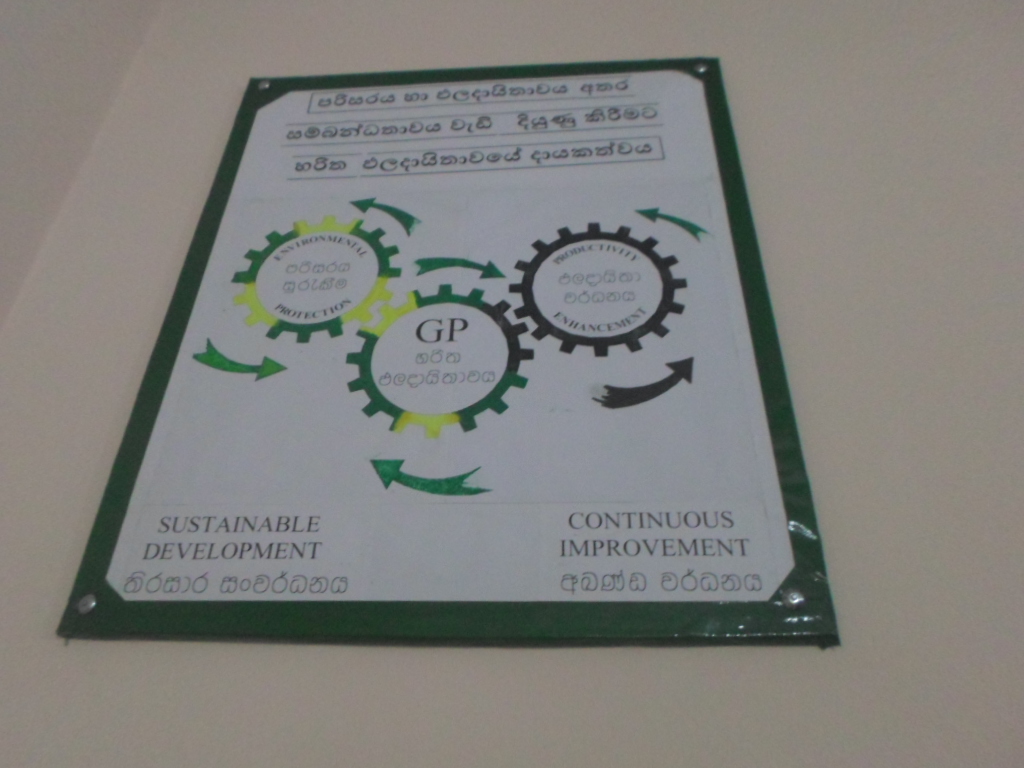 පරිසරය හා ඵලදායිතාවය අතර
සම්බන්ධතාවය වැඩි දියුණු කිරීමට
හරිත ඵලදායිතාවයේ දායකත්වය
ENVIRONMENTAL
පරිසරය
සුරැකීම
PROTECTION
PRODUCTIVITY
ඵලදායිතා
වර්ධනය
ENHANCEMENT
GP
හරිත
ඵලදායිතාවය
SUSTAINABLE
DEVELOPMENT
තිරසාර සංවර්ධනය
CONTINUOUS
IMPROVEMENT
අඛණ්ඩ වර්ධනය